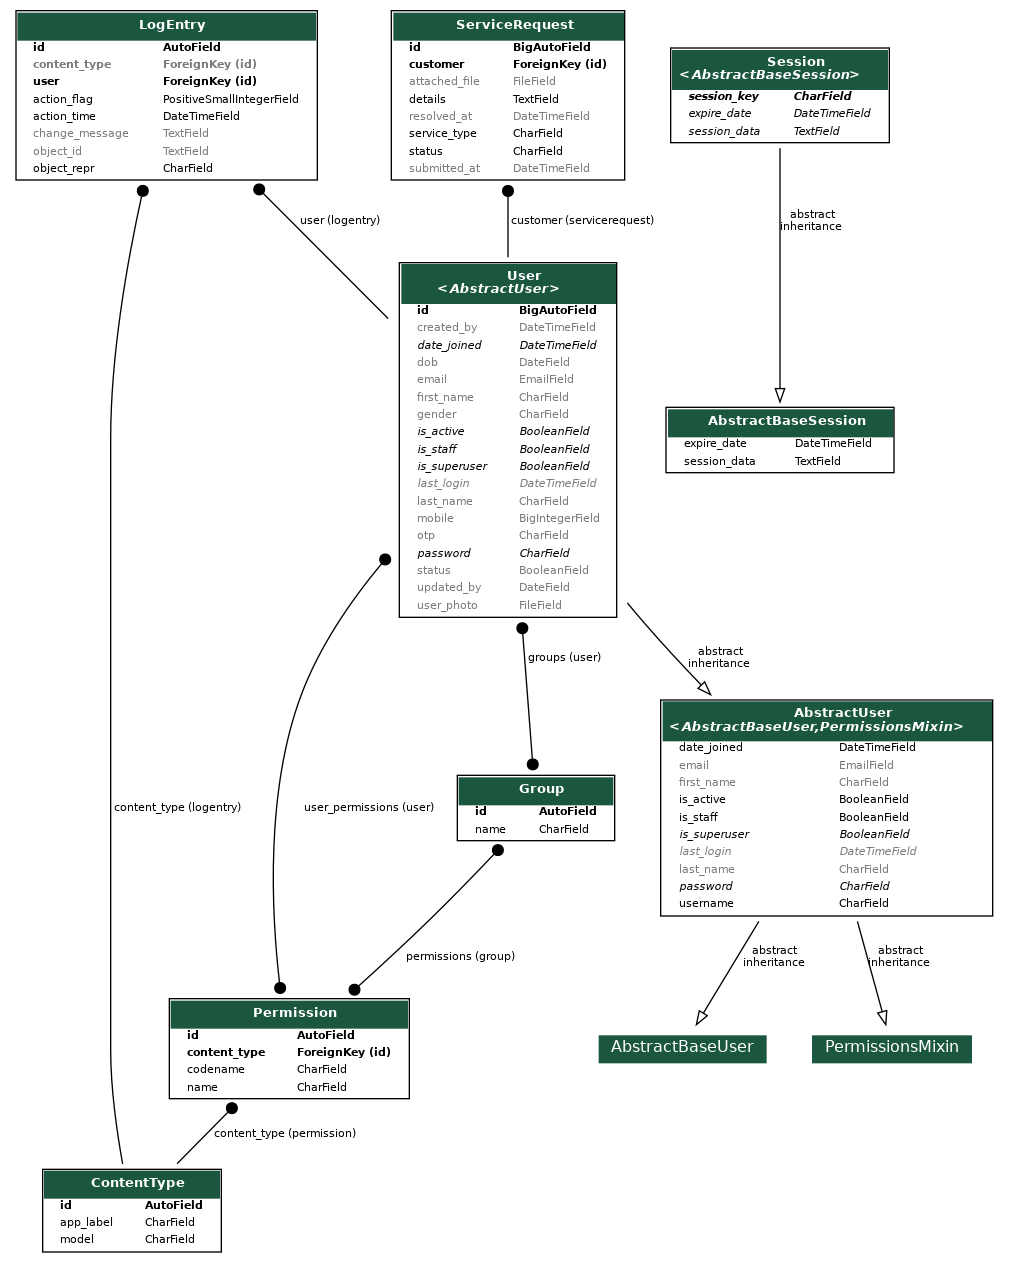 LogEntry
id AutoField
content_type ForeignKey (id)
user ForeignKey (id)
action_flag PositiveSmallIntegerField
action_time DateTimeField
change_message TextField
object_id TextField
object_repr CharField
ServiceRequest
id BigAutoField
customer ForeignKey (id)
attached_file FileField
details TextField
resolved_at DateTimeField
service_type CharField
status CharField
submitted_at DateTimeField
Session
<AbstractBaseSession>
session_key CharField
expire_date DateTimeField
session_data TextField
user (logentry)
customer (servicerequest)
abstract
inheritance
User
<AbstractUser>
id BigAutoField
created_by DateTimeField
date_joined DateTimeField
dob DateField
email EmailField
first_name CharField
gender CharField
is_active BooleanField
is_staff BooleanField
is_superuser BooleanField
last_login DateTimeField
last_name CharField
mobile BigIntegerField
otp CharField
password CharField
status BooleanField
updated_by DateField
user_photo FileField
AbstractBaseSession
expire_date DateTimeField
session_data TextField
groups (user)
abstract
inheritance
AbstractUser
<AbstractBaseUser,PermissionsMixin>
date_joined DateTimeField
email EmailField
first_name CharField
is_active BooleanField
is_staff BooleanField
is_superuser BooleanField
last_login DateTimeField
last_name CharField
password CharField
username CharField
Group
id AutoField
name CharField
content_type (logentry)
user_permissions (user)
permissions (group)
abstract
inheritance
abstract
inheritance
Permission
id AutoField
content_type ForeignKey (id)
codename CharField
name CharField
AbstractBaseUser
PermissionsMixin
content_type (permission)
ContentType
id AutoField
app_label CharField
model CharField